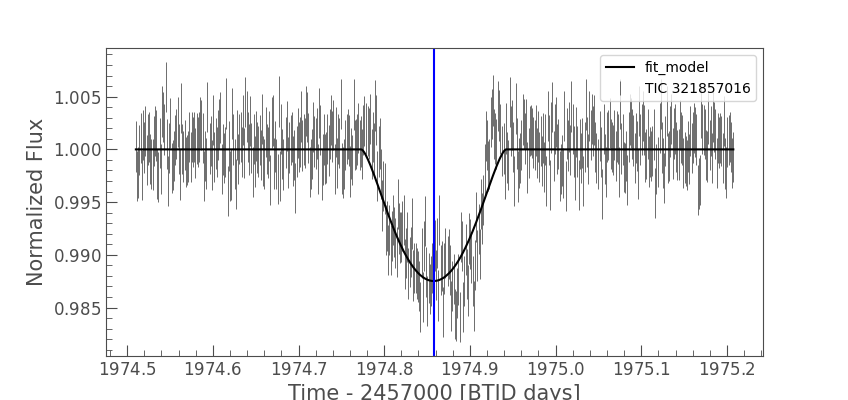 fit_model
TIC 321857016
1.005
1.000
0.995
0.990
0.985
Normalized Flux
1974.5 1974.6 1974.7 1974.8 1974.9 1975.0 1975.1 1975.2
Time - 2457000 [BTJD days]